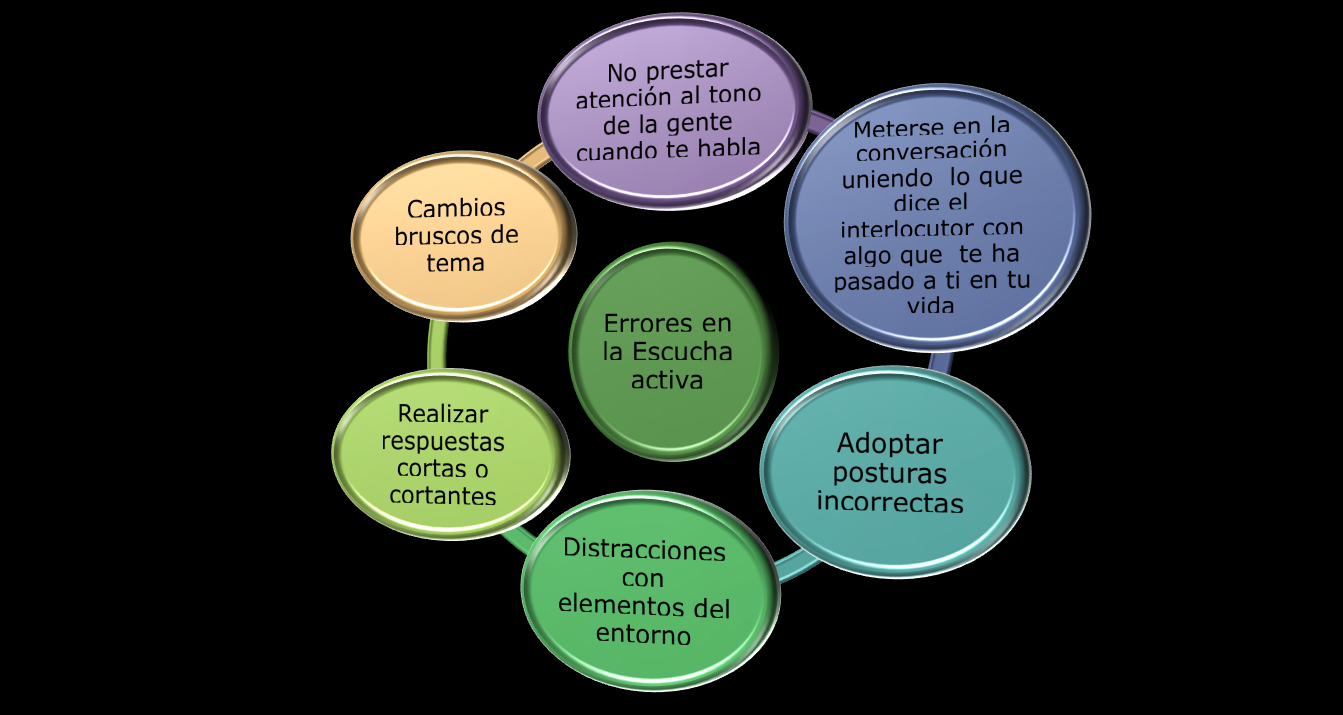 No prestar
atención al tono
de la gente
cuando te habla
Meterse en la
conversación
uniendo  lo que
dice el
interlocutor con
algo que  te ha
pasado a ti en tu
vida
Cambios
bruscos de
tema
Errores en
la Escucha
activa
Realizar
respuestas
cortas o
cortantes
Adoptar
posturas
incorrectas
Distracciones
con
elementos del
entorno